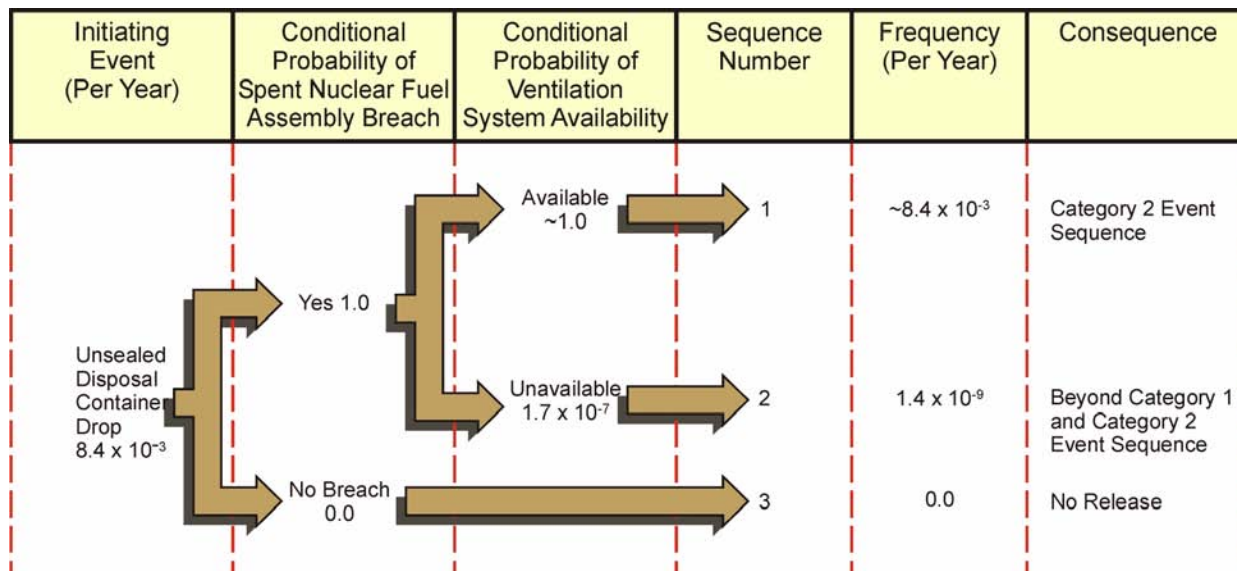 Initiating
Event
(Per Year)
Conditional
Probability of
Spent Nuclear Fuel
Assembly Breach
Conditional
Probability of
Ventilation
System Availability
Sequence
Number
Frequency
(Per Year)
Consequence
Unsealed
Disposal
Container
Drop
8.4 x 10⁻³
Yes 1.0
No Breach
0.0
Available
~1.0
Unavailable
1.7 x 10⁻⁷
1
~8.4 x 10⁻³
Category 2 Event
Sequence
2
1.4 x 10⁻⁹
Beyond Category 1
and Category 2
Event Sequence
3
0.0
No Release